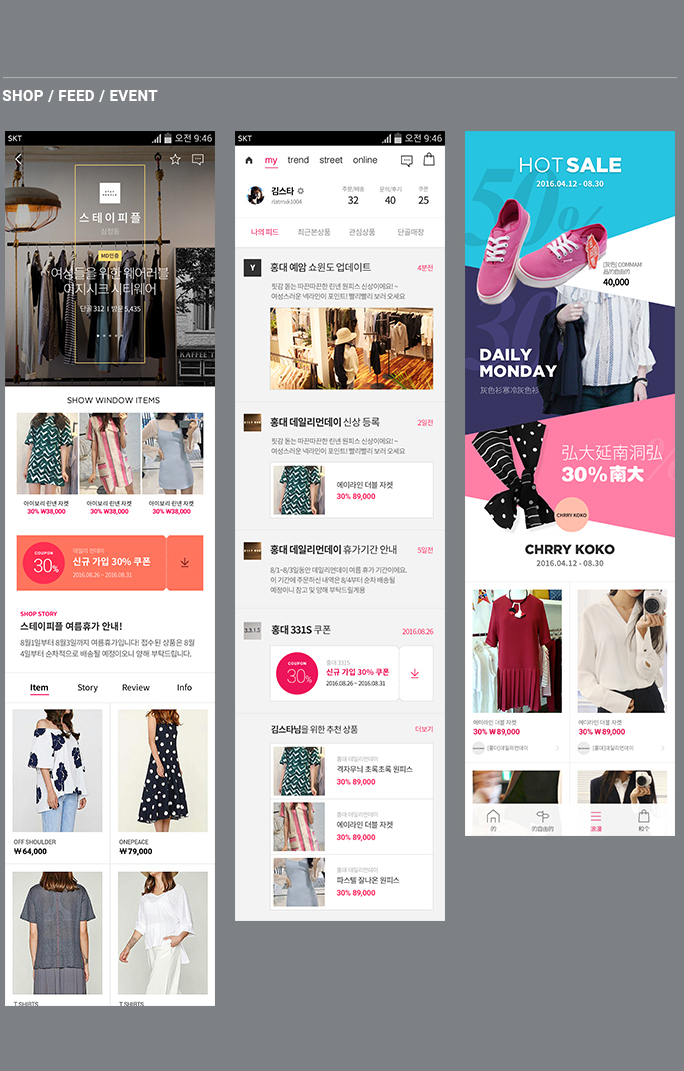 SHOP / FEED / EVENT
SKT
오전 9:46
스테이피플
삼청동
MD인증
여성들을 위한 웨어러블
여지시크 시티웨어
단골 312 | 방문 5,435
KAFFEE T
SHOW WINDOW ITEMS
아이보리 린넨 자켓
30% ₩38,000
아이보리 린넨 자켓
30% ₩38,000
아이보리 린넨 자켓
30% ₩38,000
COUPON
30%
데일리 먼데이
신규 가입 30% 쿠폰
2016.08.26 ~ 2016.08.31
SHOP STORY
스테이피플 여름휴가 안내!
8월1일부터 8월3일까지 여름휴가입니다! 접수된 상품은 8월
4일부터 순차적으로 배송될 예정이오니 양해 부탁드립니다.
Item
Story
Review
Info
OFF SHOULDER
₩64,000
ONEPEACE
₩79,000
T SHIRTS
T SHIRTS
SKT
오전 9:46
my
trend
street
online
김스타
주문/배송
32
문의/후기
40
쿠폰
25
나의 피드
최근본상품
관심상품
단골매장
Y
홍대 예암 쇼윈도 업데이트
4분전
핏감 돋는 따끈따끈한 린넨 원피스 신상이에요! ~
여성스러운 넥라인이 포인트! 빨리빨리 보러 오세요
홍대 데일리먼데이 신상 등록
2일전
핏감 돋는 따끈따끈한 린넨 원피스 신상이에요! ~
여성스러운 넥라인이 포인트! 빨리빨리 보러 오세요
에이라인 더블 자켓
30% 89,000
홍대 데일리먼데이 휴가기간 안내
5일전
8/1~8/3일동안 데일리먼데이 여름 휴가 기간이에요.
이 기간에 주문하신 내역은 8/4부터 순차 배송될
예정이니 참고 및 양해 부탁드릴게용
3.3.1.5
홍대 331S 쿠폰
2016.08.26
COUPON
30%
홍대 331S
신규 가입 30% 쿠폰
2016.08.26 ~ 2016.08.31
김스타님을 위한 추천 상품
더보기
홍대 데일리먼데이
격자무늬 초록초록 원피스
30% 89,000
홍대 데일리먼데이
에이라인 더블 자켓
30% 89,000
홍대 데일리먼데이
파스텔 잘나온 원피스
30% 89,000
50%
HOT SALE
2016.04.12 - 08.30
[灰色] COMMAM
品的自由的
40,000
30
DAILY
MONDAY
灰色衫寒冷灰色衫
弘大延南洞弘
30%南大
CHRRY KOKO
CHRRY KOKO
2016.04.12 - 08.30
에이라인 더블 자켓
30% ₩89,000
[홍대]데일리먼데이
에이라인 더블 자켓
30% ₩89,000
[홍대]데일리먼데이
的
的自由的
浪漫
和个